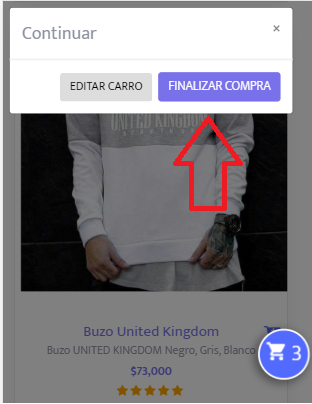 Continuar ×
EDITAR CARRO FINALIZAR COMPRA
UNITED KINGDOM
Buzo United Kingdom
Buzo UNITED KINGDOM Negro, Gris, Blanco
$73,000
3